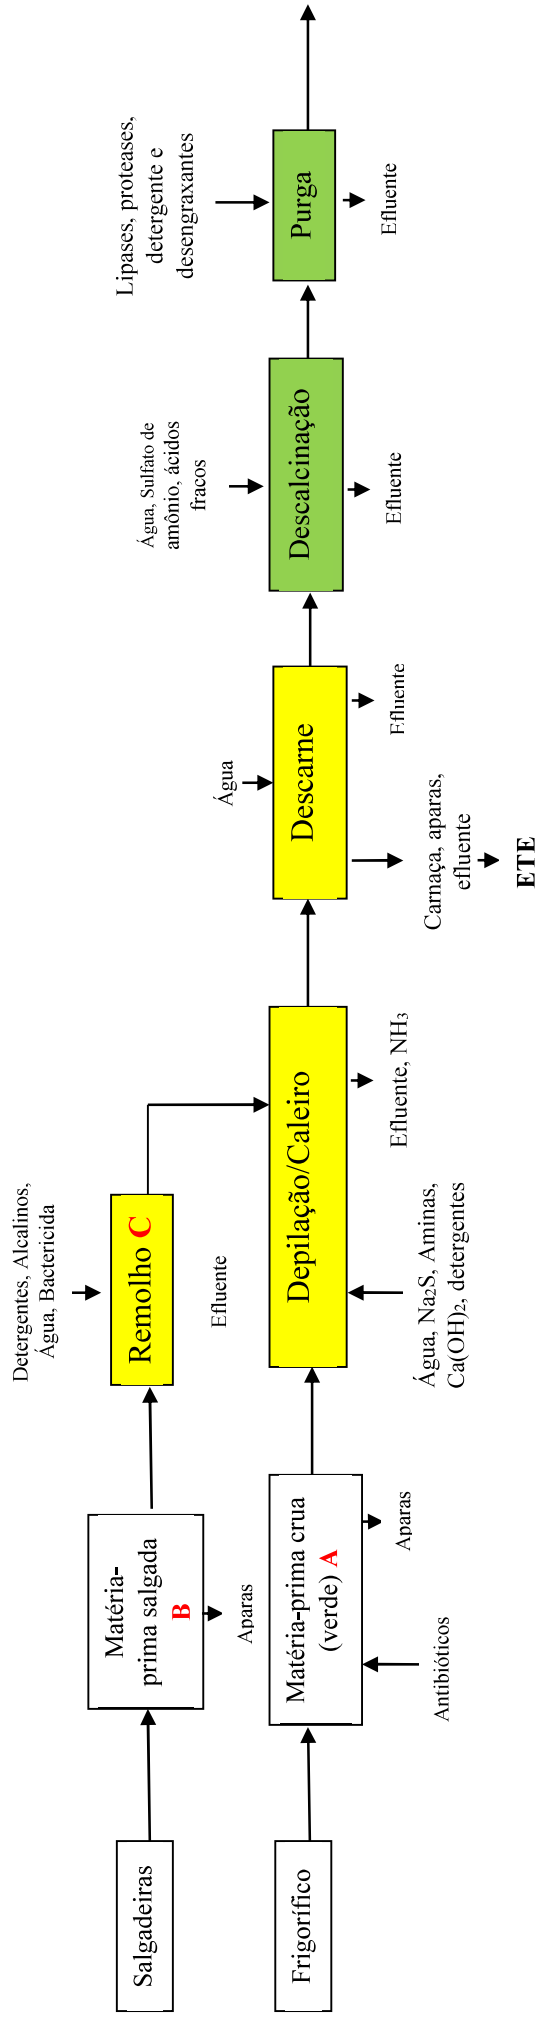 Salgadeiras
Matéria-
prima salgada
B
Aparas
Detergentes, Alcalinos,
Água, Bactericida
Remolho C
Efluente
Frigorífico
Antibióticos
Matéria-prima crua
(verde) A
Aparas
Água, Na₂S, Aminas,
Ca(OH)₂, detergentes
Depilação/Caleiro
Efluente, NH₃
Água
Descarne
Carnaça, aparas,
efluente
ETE
Efluente
Água, Sulfato de
amônio, ácidos
fracos
Descalcinação
Efluente
Lipases, proteases,
detergente e
desengraxantes
Purga
Efluente